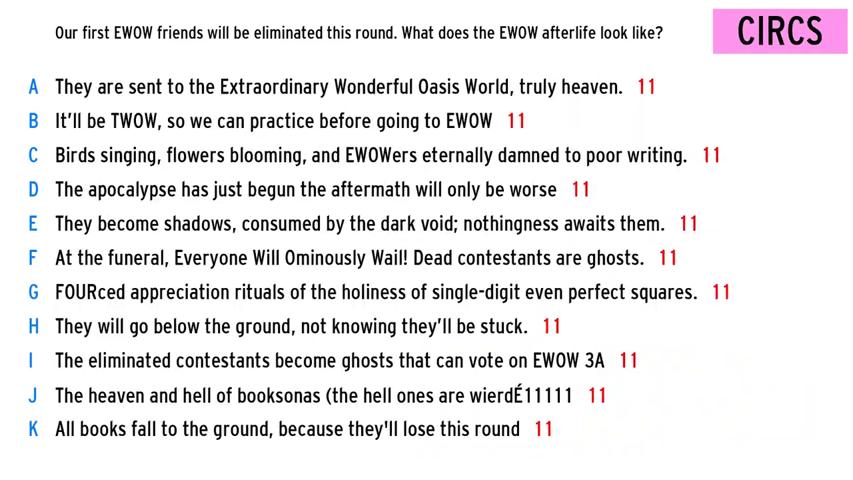 Our first EWOW friends will be eliminated this round. What does the EWOW afterlife look like?
CIRCS
A They are sent to the Extraordinary Wonderful Oasis World, truly heaven. 11
B It'll be TWOW, so we can practice before going to EWOW 11
C Birds singing, flowers blooming, and EWOWers eternally damned to poor writing. 11
D The apocalypse has just begun the aftermath will only be worse 11
E They become shadows, consumed by the dark void; nothingness awaits them. 11
F At the funeral, Everyone Will Ominously Wail! Dead contestants are ghosts. 11
G FOURced appreciation rituals of the holiness of single-digit even perfect squares. 11
H They will go below the ground, not knowing they'll be stuck. 11
I The eliminated contestants become ghosts that can vote on EWOW 3A 11
J The heaven and hell of booksonas (the hell ones are wierdÉ11111 11
K All books fall to the ground, because they'll lose this round 11